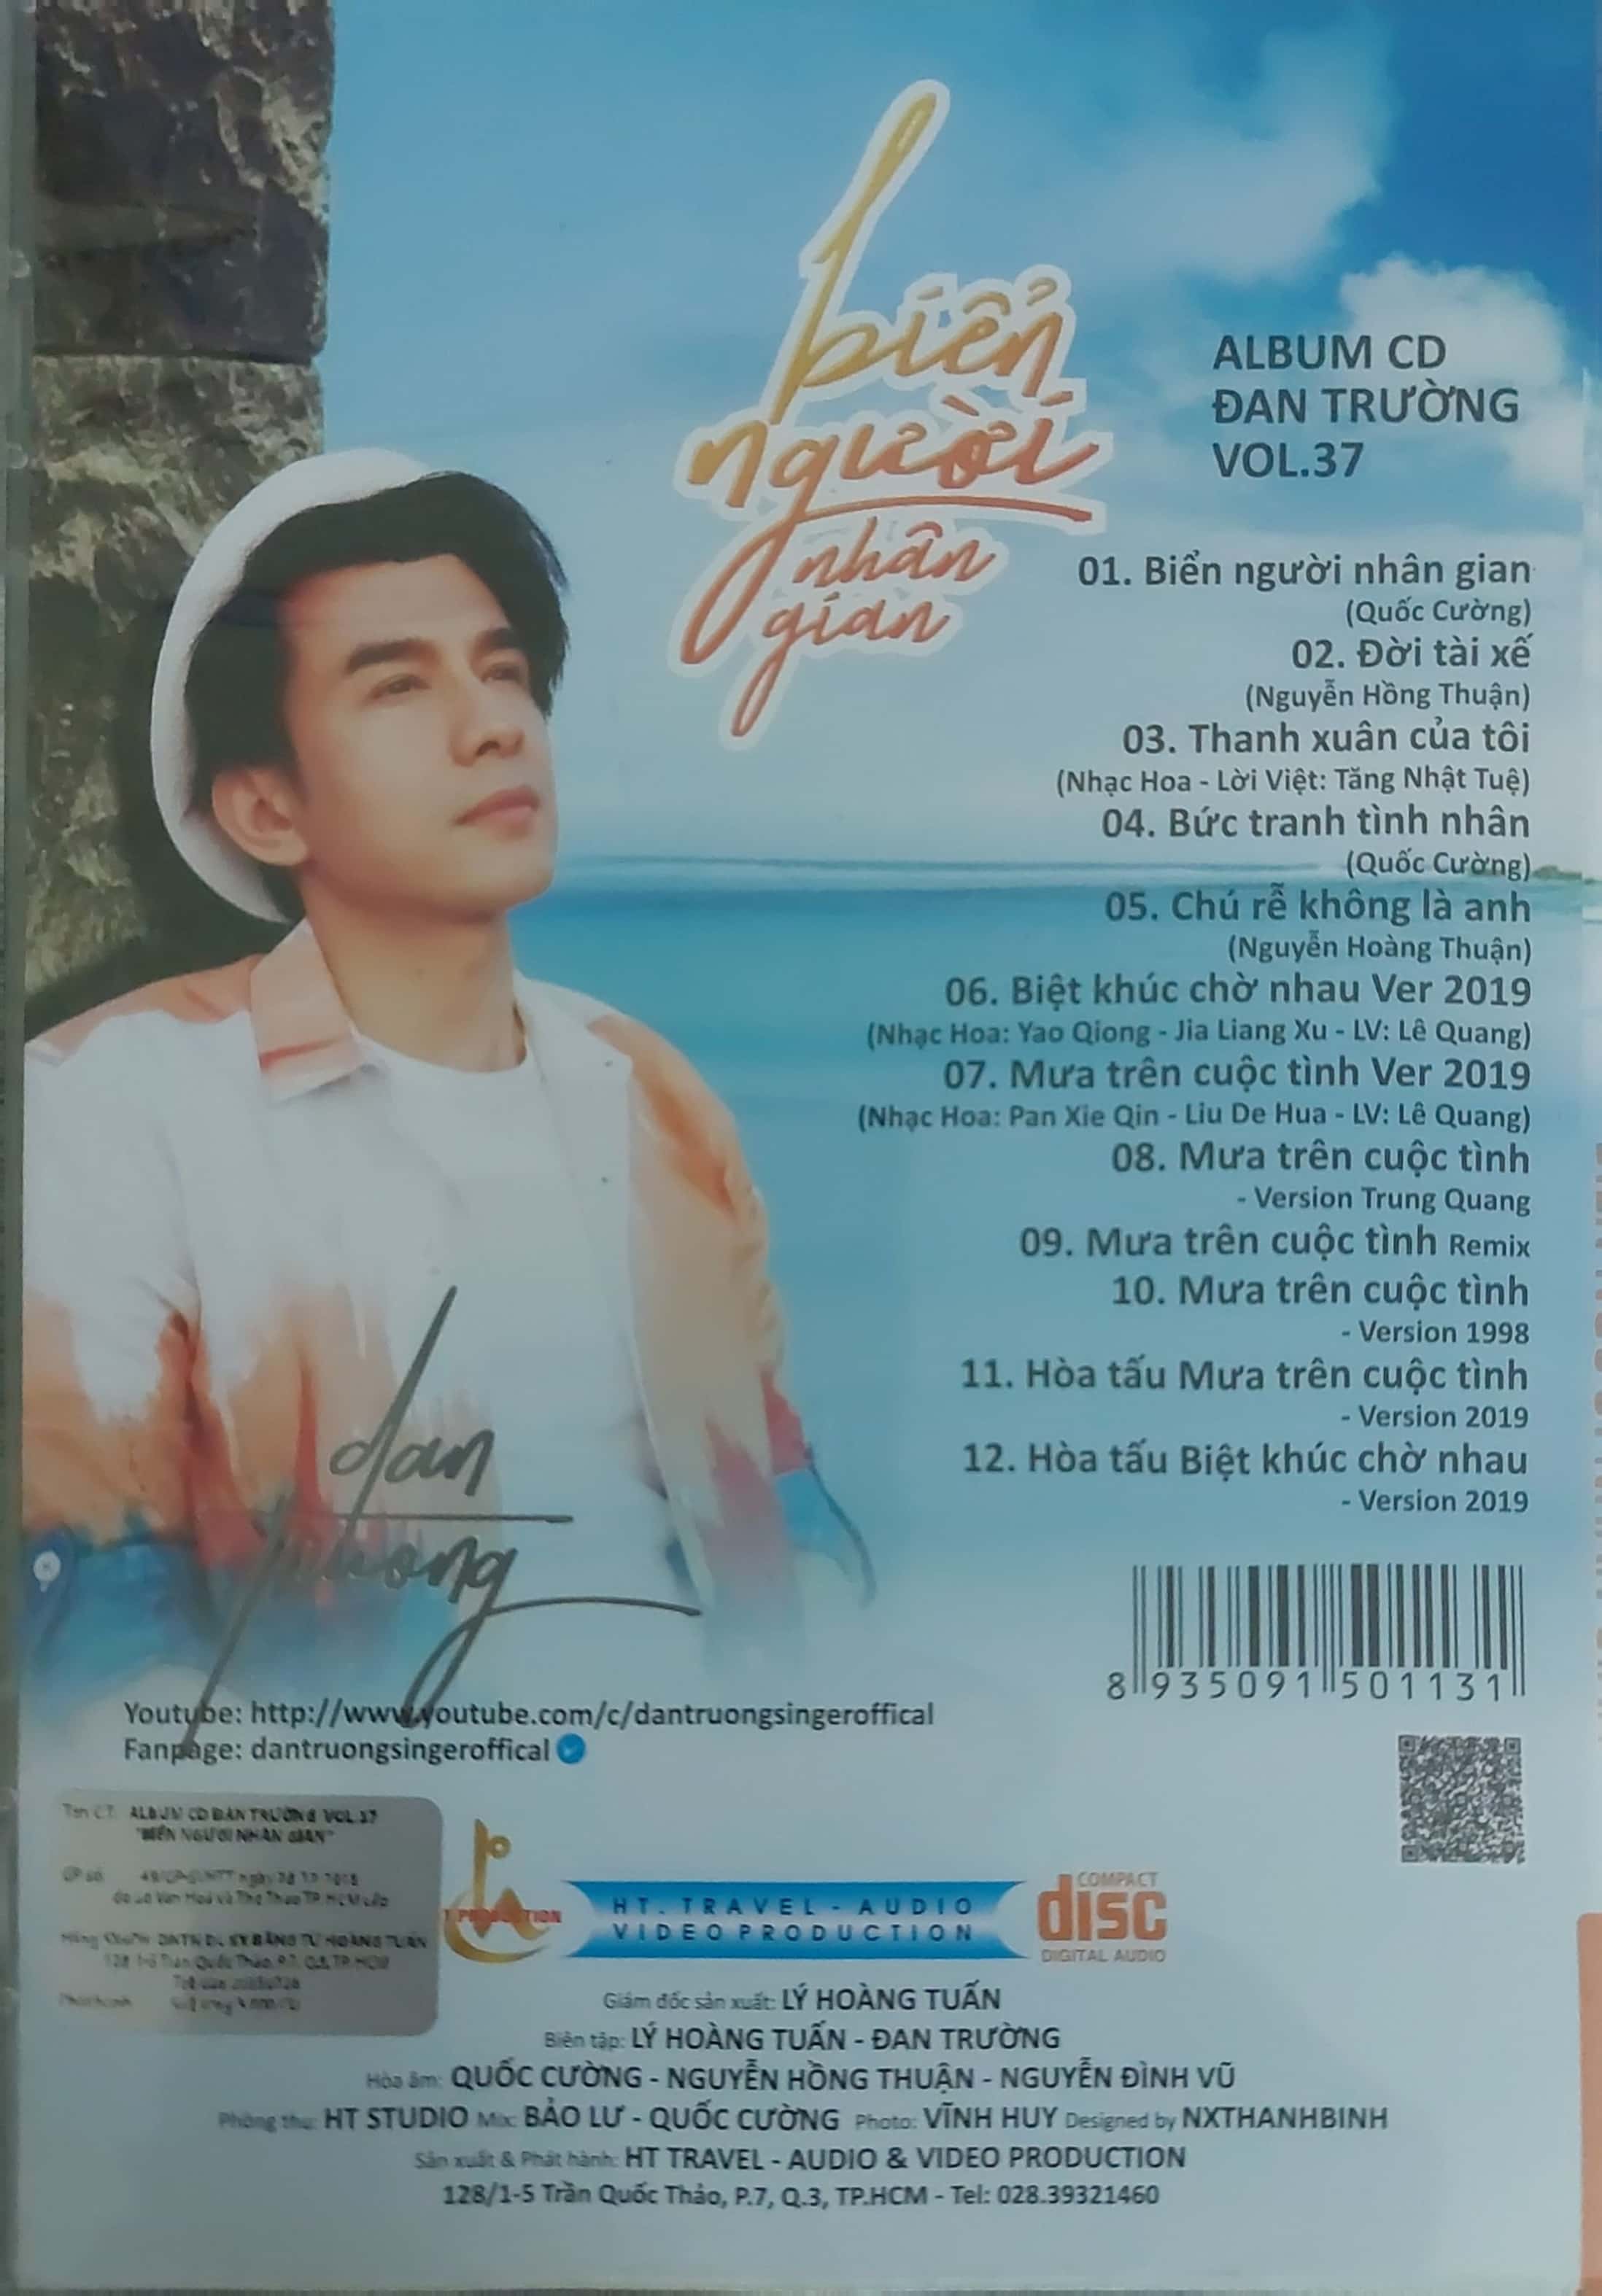 biển
người
nhân
gian
ALBUM CD
ĐAN TRƯỜNG
VOL.37
01. Biển người nhân gian
(Quốc Cường)
02. Đời tài xế
(Nguyễn Hồng Thuận)
03. Thanh xuân của tôi
(Nhạc Hoa - Lời Việt: Tăng Nhật Tuệ)
04. Bức tranh tình nhân
(Quốc Cường)
05. Chú rễ không là anh
(Nguyễn Hoàng Thuận)
06. Biệt khúc chờ nhau Ver 2019
(Nhạc Hoa: Yao Qiong - Jia Liang Xu - LV: Lê Quang)
07. Mưa trên cuộc tình Ver 2019
(Nhạc Hoa: Pan Xie Qin - Liu De Hua - LV: Lê Quang)
08. Mưa trên cuộc tình
- Version Trung Quang
09. Mưa trên cuộc tình Remix
10. Mưa trên cuộc tình
- Version 1998
11. Hòa tấu Mưa trên cuộc tình
- Version 2019
12. Hòa tấu Biệt khúc chờ nhau
- Version 2019
dan
truong
8 935091 501131
Youtube: http://www.youtube.com/c/dantruongsingeroffical
Fanpage: dantruongsingeroffical
ALBUM CD ĐAN TRƯỜNG VOL.37
"BIỂN NGƯỜI NHÂN GIAN"
PRODUCTION
HT. TRAVEL - AUDIO
VIDEO PRODUCTION
COMPACT
disc
DIGITAL AUDIO
Giám đốc sản xuất: LÝ HOÀNG TUẤN
Biên tập: LÝ HOÀNG TUẤN - ĐAN TRƯỜNG
Hòa âm: QUỐC CƯỜNG - NGUYỄN HỒNG THUẬN - NGUYỄN ĐÌNH VŨ
Phòng thu: HT STUDIO Mix: BẢO LƯ - QUỐC CƯỜNG Photo: VĨNH HUY Designed by NXTHANHBINH
Sản xuất & Phát hành: HT TRAVEL - AUDIO & VIDEO PRODUCTION
128/1-5 Trần Quốc Thảo, P.7, Q.3, TP.HCM - Tel: 028.39321460